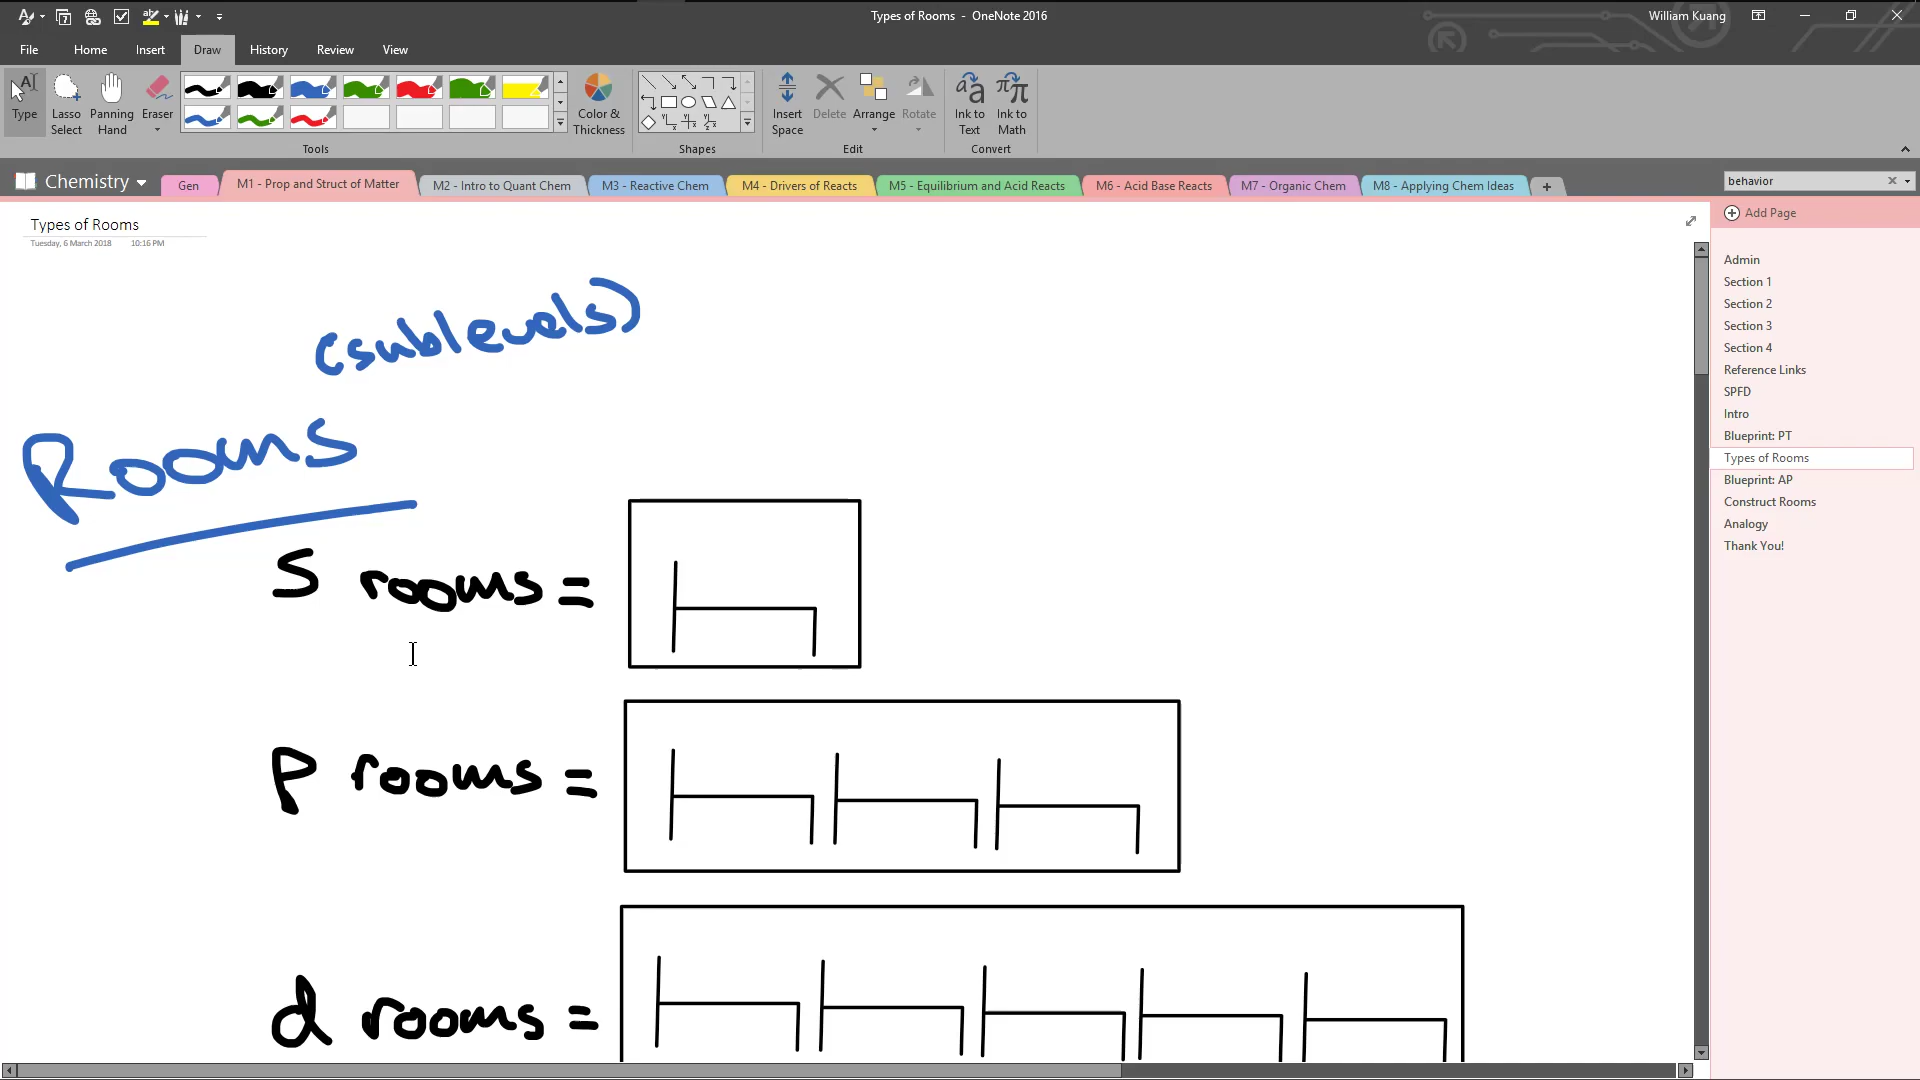 Types of Rooms - OneNote 2016
William Kuang
File Home Insert Draw History Review View
Type
Lasso Select
Panning Hand
Eraser
Color & Thickness
Insert Space
Delete
Arrange
Rotate
Ink to Text
Ink to Math
Tools
Shapes
Edit
Convert
Chemistry
Gen
M1 - Prop and Struct of Matter
M2 - Intro to Quant Chem
M3 - Reactive Chem
M4 - Drivers of Reacts
M5 - Equilibrium and Acid Reacts
M6 - Acid Base Reacts
M7 - Organic Chem
M8 - Applying Chem Ideas
behavior
Types of Rooms
Tuesday, 6 March 2018 10:16 PM
(sublevels)
Rooms
S rooms =
P rooms =
d rooms =
Add Page
Admin
Section 1
Section 2
Section 3
Section 4
Reference Links
SPFD
Intro
Blueprint: PT
Types of Rooms
Blueprint: AP
Construct Rooms
Analogy
Thank You!